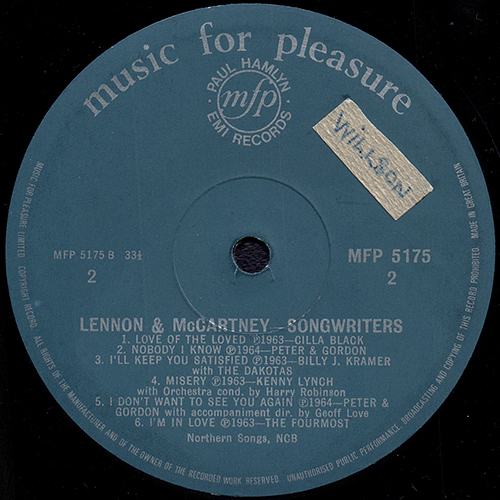 music for pleasure
PAUL HAMLYN
mfp
EMI RECORDS
WILLSON
MFP 5175 B 33⅓
2
MFP 5175
2
LENNON & McCARTNEY—SONGWRITERS
1. LOVE OF THE LOVED ℗1963—CILLA BLACK
2. NOBODY I KNOW ℗1964—PETER & GORDON
3. I'LL KEEP YOU SATISFIED ℗1963—BILLY J. KRAMER
with THE DAKOTAS
4. MISERY ℗1963—KENNY LYNCH
with Orchestra cond. by Harry Robinson
5. I DON'T WANT TO SEE YOU AGAIN ℗1964—PETER &
GORDON with accompaniment dir. by Geoff Love
6. I'M IN LOVE ℗1963—THE FOURMOST
Northern Songs, NCB
MUSIC FOR PLEASURE LIMITED. COPYRIGHT RECORD. ALL RIGHTS OF THE MANUFACTURER AND OF THE OWNER OF THE RECORDED WORK RESERVED. UNAUTHORISED PUBLIC PERFORMANCE, BROADCASTING AND COPYING OF THIS RECORD PROHIBITED. MADE IN GREAT BRITAIN